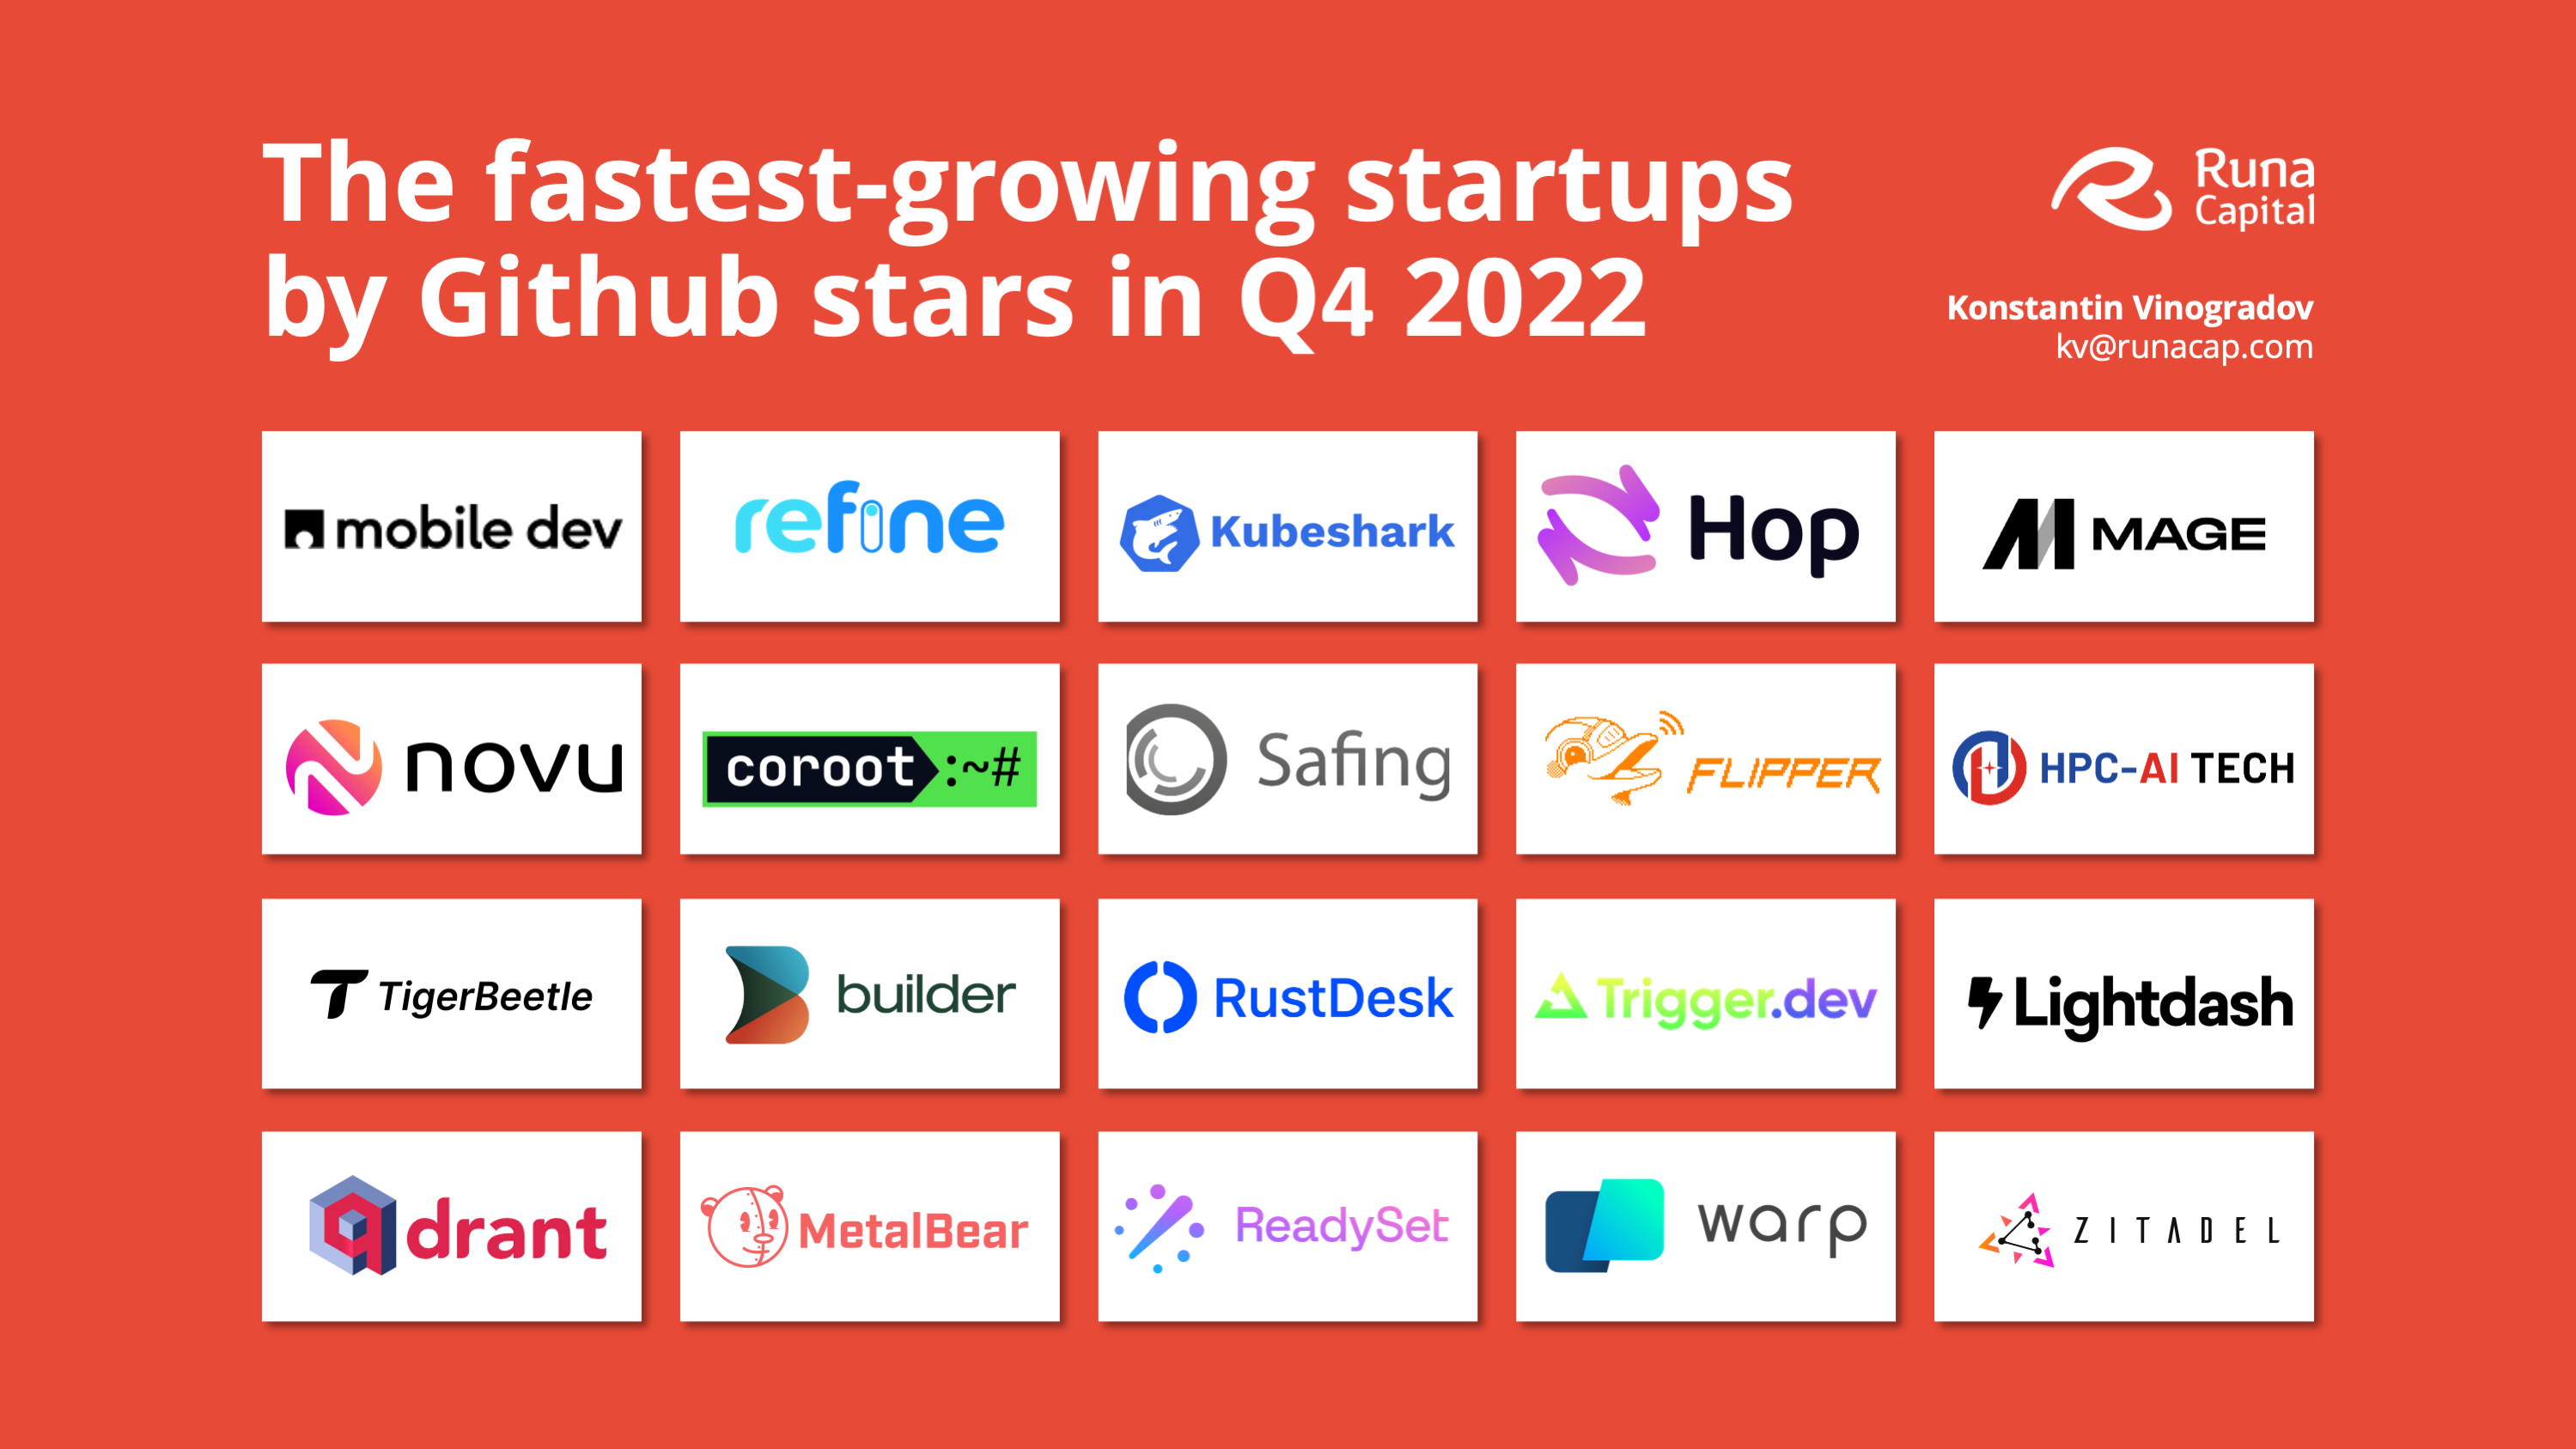 The fastest-growing startups
by Github stars in Q4 2022
Runa
Capital
Konstantin Vinogradov
kv@runacap.com
mobile dev
refine
Kubeshark
Hop
MAGE
novu
coroot:~#
Safing
FLIPPER
HPC-AI TECH
TigerBeetle
builder
RustDesk
Trigger.dev
Lightdash
qdrant
MetalBear
ReadySet
warp
ZITADEL